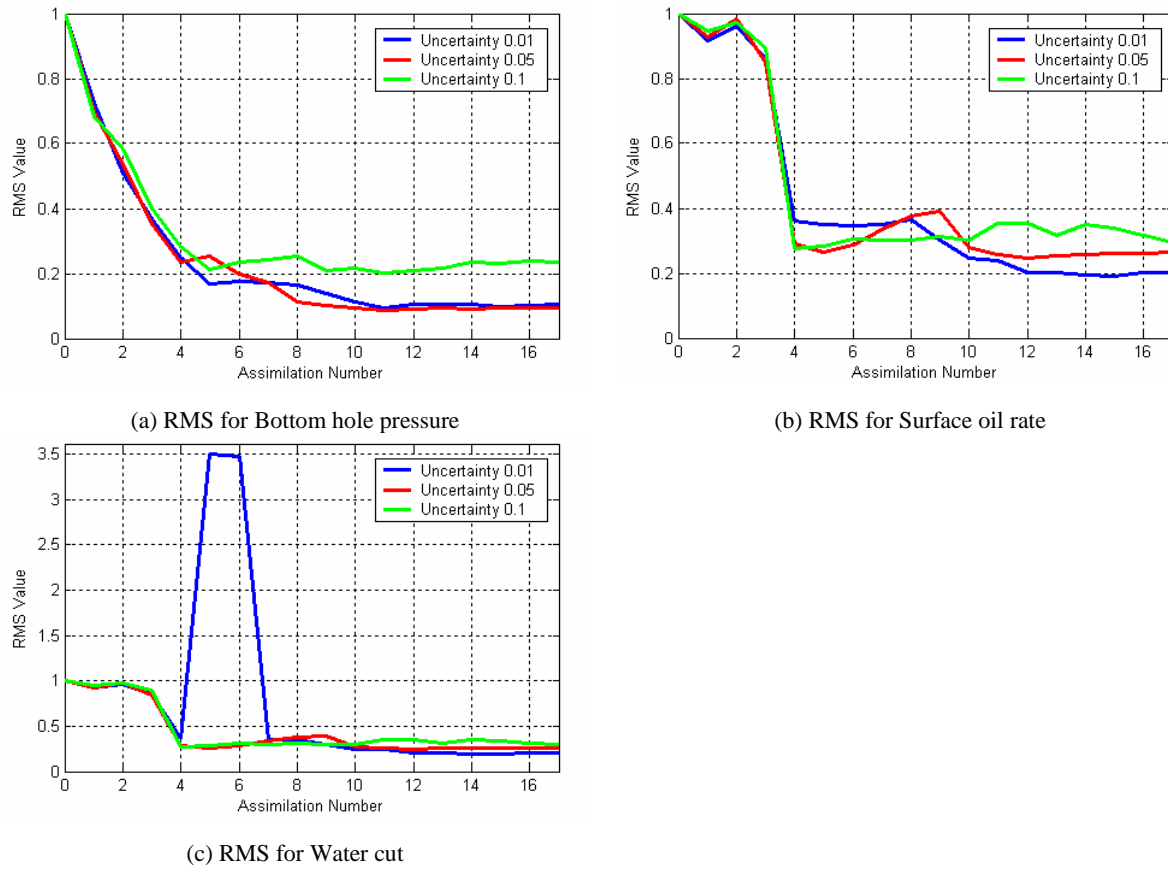 1
0.8
0.6
0.4
0.2
0
RMS Value
0 2 4 6 8 10 12 14 16
Assimilation Number
Uncertainty 0.01
Uncertainty 0.05
Uncertainty 0.1
(a) RMS for Bottom hole pressure
1
0.8
0.6
0.4
0.2
0
RMS Value
0 2 4 6 8 10 12 14 16
Assimilation Number
Uncertainty 0.01
Uncertainty 0.05
Uncertainty 0.1
(b) RMS for Surface oil rate
3.5
3
2.5
2
1.5
1
0.5
0
RMS Value
0 2 4 6 8 10 12 14 16
Assimilation Number
Uncertainty 0.01
Uncertainty 0.05
Uncertainty 0.1
(c) RMS for Water cut